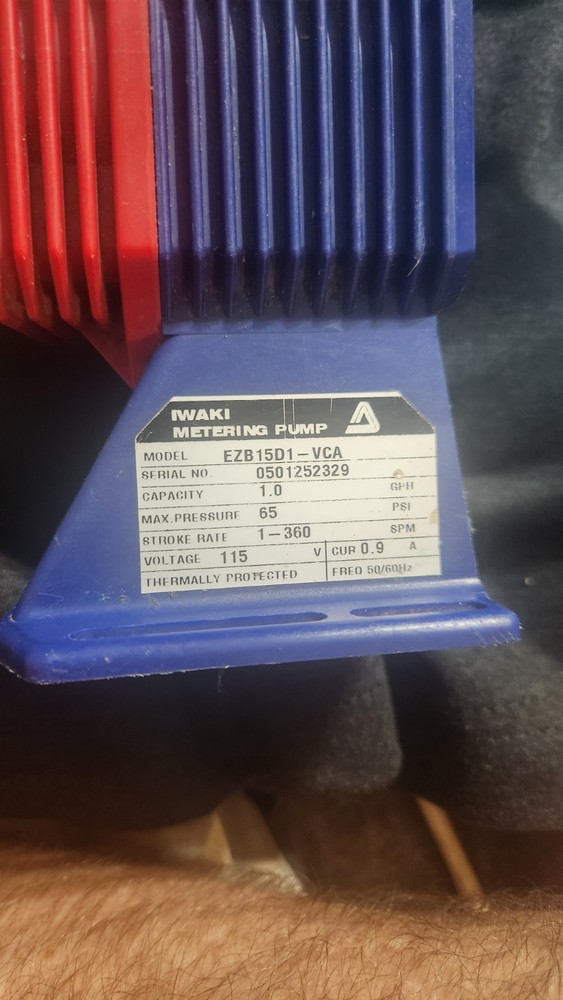 IWAKI
METERING PUMP
MODEL EZB15D1-VCA
SERIAL NO. 0501252329
CAPACITY 1.0 GPH
MAX.PRESSURE 65 PSI
STROKE RATE 1-360 SPM
VOLTAGE 115 V CUR 0.9 A
THERMALLY PROTECTED FREQ 50/60Hz